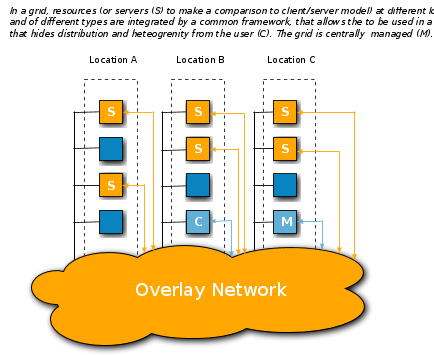 In a grid, resources (or servers (S) to make a comparison to client/server model) at different lo
and of different types are integrated by a common framework, that allows the to be used in a
that hides distribution and heteogrenity from the user (C). The grid is centrally managed (M).
Location A Location B Location C
S S S
S S
S
C M
Overlay Network